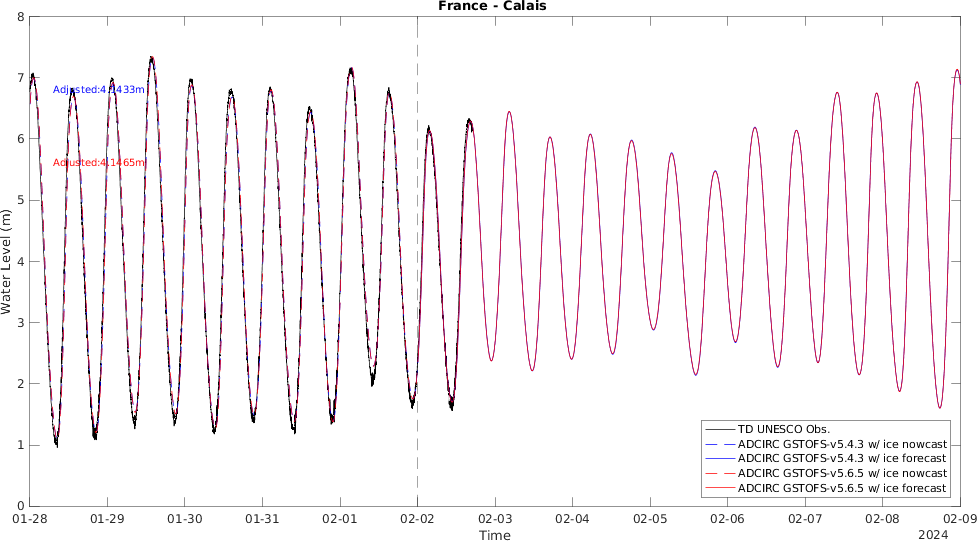 France - Calais
8
7
6
5
4
3
2
1
0
Water Level (m)
Adjusted:4.1433m
Adjusted:4.1465m
TD UNESCO Obs.
ADCIRC GSTOFS-v5.4.3 w/ ice nowcast
ADCIRC GSTOFS-v5.4.3 w/ ice forecast
ADCIRC GSTOFS-v5.6.5 w/ ice nowcast
ADCIRC GSTOFS-v5.6.5 w/ ice forecast
01-28 01-29 01-30 01-31 02-01 02-02 02-03 02-04 02-05 02-06 02-07 02-08 02-09
Time 2024